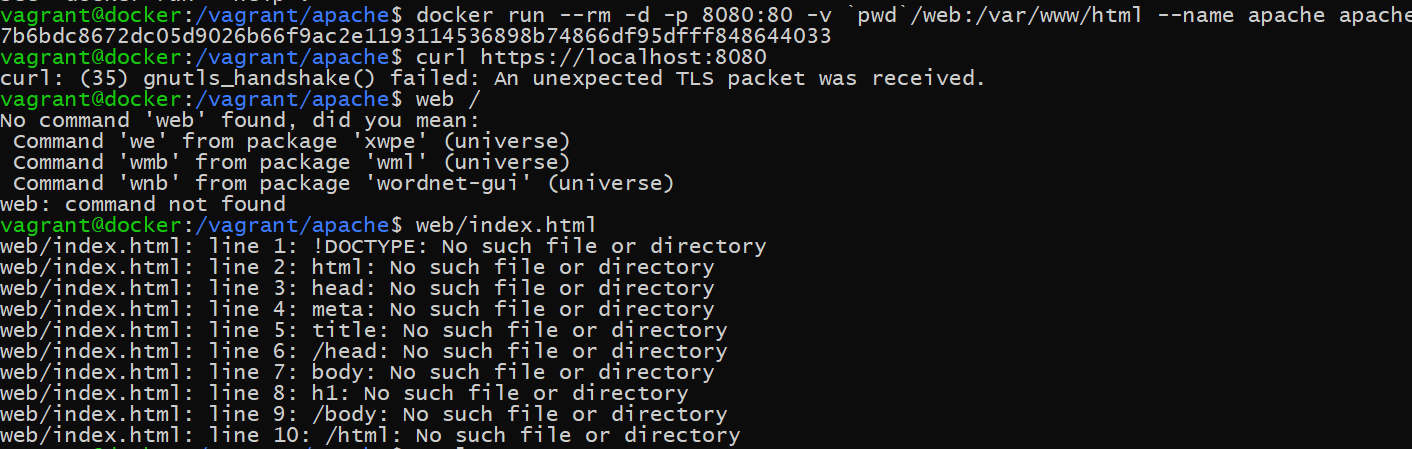 vagrant@docker:/vagrant/apache$ docker run --rm -d -p 8080:80 -v `pwd`/web:/var/www/html --name apache apache
7b6bdc8672dc05d9026b66f9ac2e1193114536898b74866df95dfff848644033
vagrant@docker:/vagrant/apache$ curl https://localhost:8080
curl: (35) gnutls_handshake() failed: An unexpected TLS packet was received.
vagrant@docker:/vagrant/apache$ web /
No command 'web' found, did you mean:
 Command 'we' from package 'xwpe' (universe)
 Command 'wmb' from package 'wml' (universe)
 Command 'wnb' from package 'wordnet-gui' (universe)
web: command not found
vagrant@docker:/vagrant/apache$ web/index.html
web/index.html: line 1: !DOCTYPE: No such file or directory
web/index.html: line 2: html: No such file or directory
web/index.html: line 3: head: No such file or directory
web/index.html: line 4: meta: No such file or directory
web/index.html: line 5: title: No such file or directory
web/index.html: line 6: /head: No such file or directory
web/index.html: line 7: body: No such file or directory
web/index.html: line 8: h1: No such file or directory
web/index.html: line 9: /body: No such file or directory
web/index.html: line 10: /html: No such file or directory